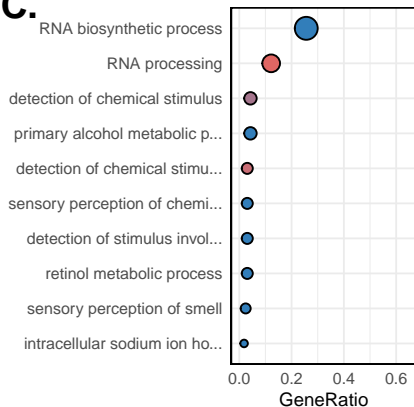 C.
RNA biosynthetic process
RNA processing
detection of chemical stimulus
primary alcohol metabolic p...
detection of chemical stimu...
sensory perception of chemi...
detection of stimulus invol...
retinol metabolic process
sensory perception of smell
intracellular sodium ion ho...
0.0 0.2 0.4 0.6
GeneRatio